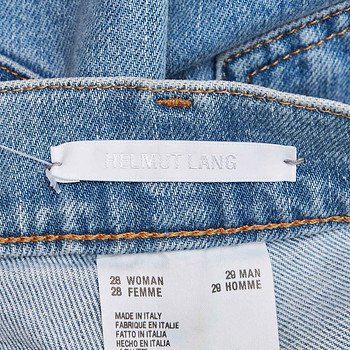 HELMUT LANG
28 WOMAN 29 MAN
28 FEMME 29 HOMME
MADE IN ITALY
FABRIQUÉ EN ITALIE
FATTO IN ITALIA
HECHO EN ITALIA